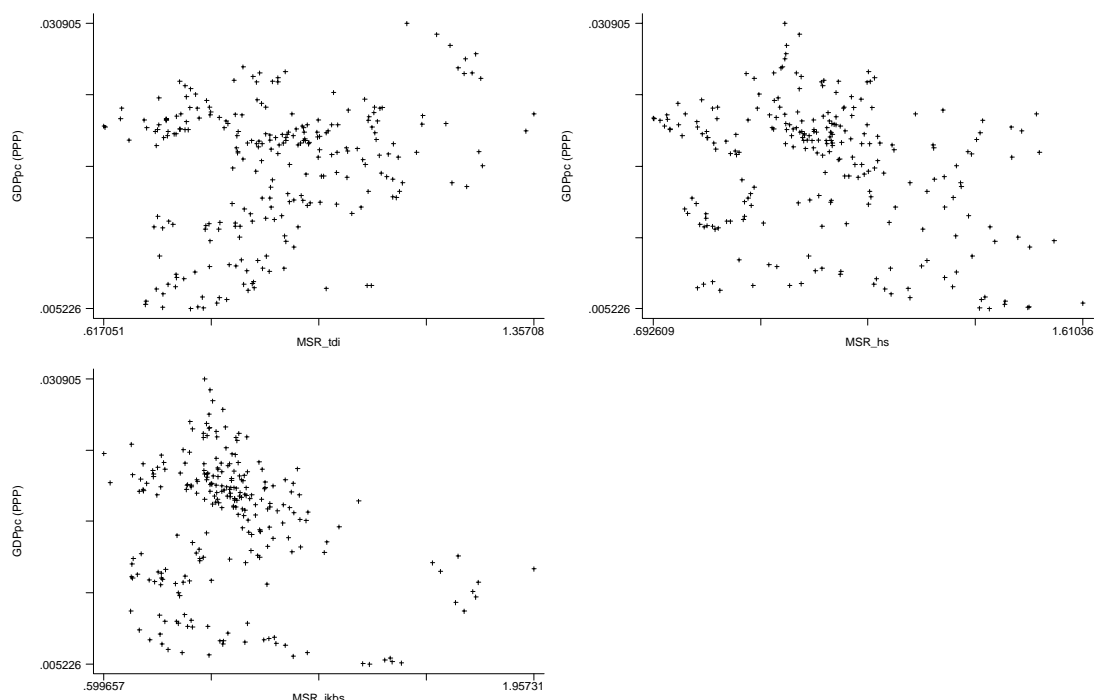 .030905
GDPpc (PPP)
.005226
.617051
1.35708
MSR_tdi
.030905
GDPpc (PPP)
.005226
.692609
1.61036
MSR_hs
.030905
GDPpc (PPP)
.005226
.599657
1.95731
MSR_ikbs